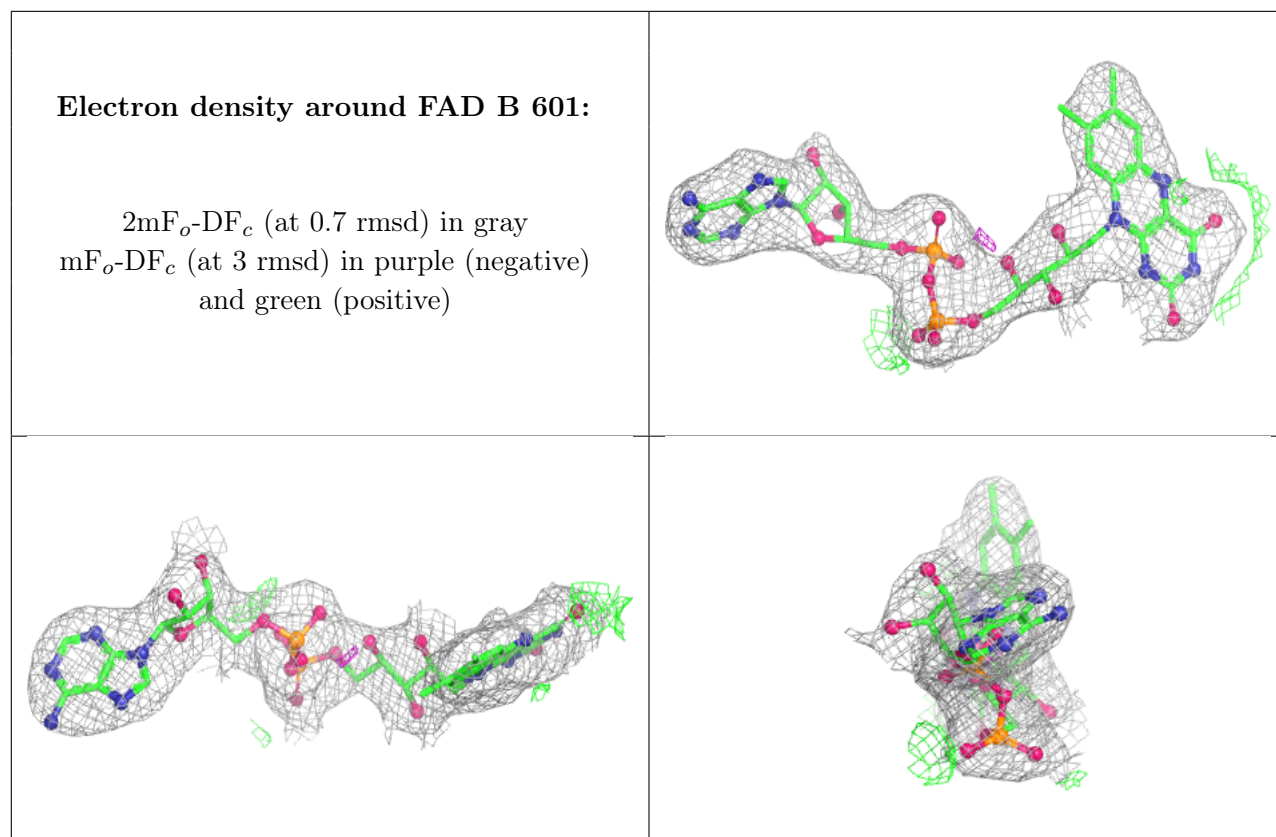 Electron density around FAD B 601:
2mFo-DFc (at 0.7 rmsd) in gray
mFo-DFc (at 3 rmsd) in purple (negative)
and green (positive)